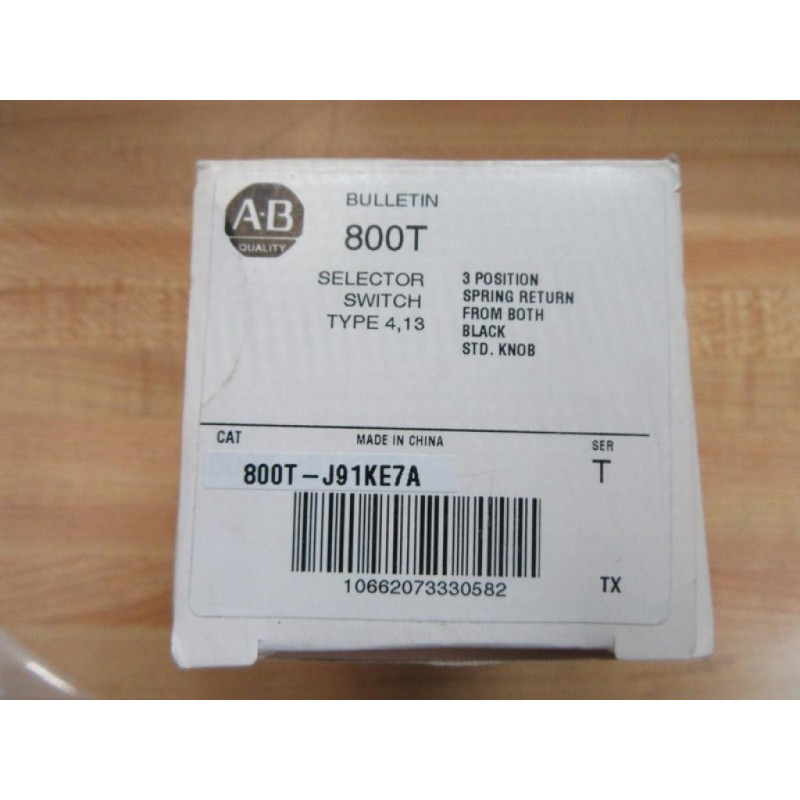 A·B
QUALITY
BULLETIN
800T
SELECTOR
SWITCH
TYPE 4,13
3 POSITION
SPRING RETURN
FROM BOTH
BLACK
STD. KNOB
CAT
MADE IN CHINA
SER
800T-J91KE7A
T
10662073330582
TX